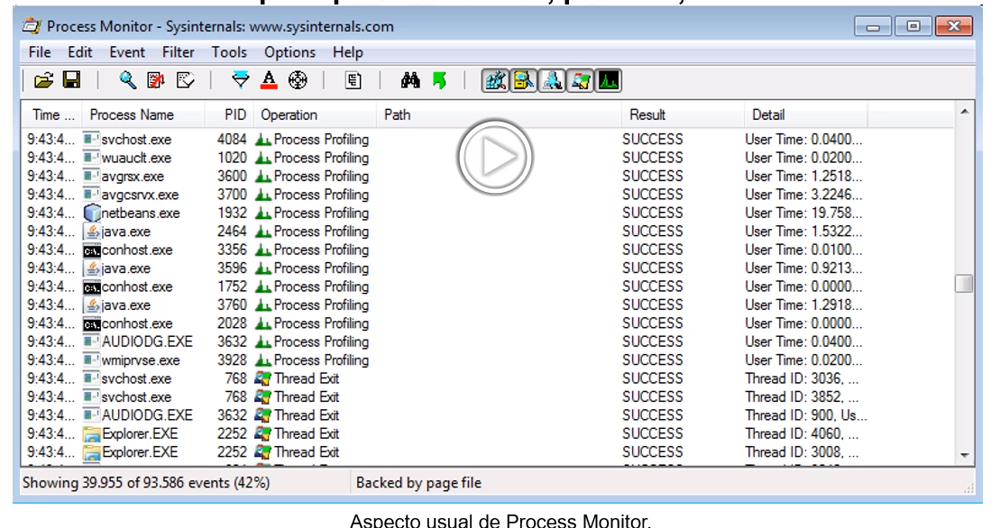 Process Monitor - Sysinternals: www.sysinternals.com
File Edit Event Filter Tools Options Help
Time ... Process Name PID Operation Path Result Detail
9:43:4... svchost.exe 4084 Process Profiling SUCCESS User Time: 0.0400...
9:43:4... wuauclt.exe 1020 Process Profiling SUCCESS User Time: 0.0200...
9:43:4... avgrsx.exe 3600 Process Profiling SUCCESS User Time: 1.2518...
9:43:4... avgcsrvx.exe 3700 Process Profiling SUCCESS User Time: 3.2246...
9:43:4... netbeans.exe 1932 Process Profiling SUCCESS User Time: 19.758...
9:43:4... java.exe 2464 Process Profiling SUCCESS User Time: 1.5322...
9:43:4... conhost.exe 3356 Process Profiling SUCCESS User Time: 0.0100...
9:43:4... java.exe 3596 Process Profiling SUCCESS User Time: 0.9213...
9:43:4... conhost.exe 1752 Process Profiling SUCCESS User Time: 0.0000...
9:43:4... java.exe 3760 Process Profiling SUCCESS User Time: 1.2918...
9:43:4... conhost.exe 2028 Process Profiling SUCCESS User Time: 0.0000...
9:43:4... AUDIODG.EXE 3632 Process Profiling SUCCESS User Time: 0.0400...
9:43:4... wmiprvse.exe 3928 Process Profiling SUCCESS User Time: 0.0200...
9:43:4... svchost.exe 768 Thread Exit SUCCESS Thread ID: 3036, ...
9:43:4... svchost.exe 768 Thread Exit SUCCESS Thread ID: 3852, ...
9:43:4... AUDIODG.EXE 3632 Thread Exit SUCCESS Thread ID: 900, Us...
9:43:4... Explorer.EXE 2252 Thread Exit SUCCESS Thread ID: 4060, ...
9:43:4... Explorer.EXE 2252 Thread Exit SUCCESS Thread ID: 3008, ...
Showing 39.955 of 93.586 events (42%) Backed by page file
Aspecto usual de Process Monitor.